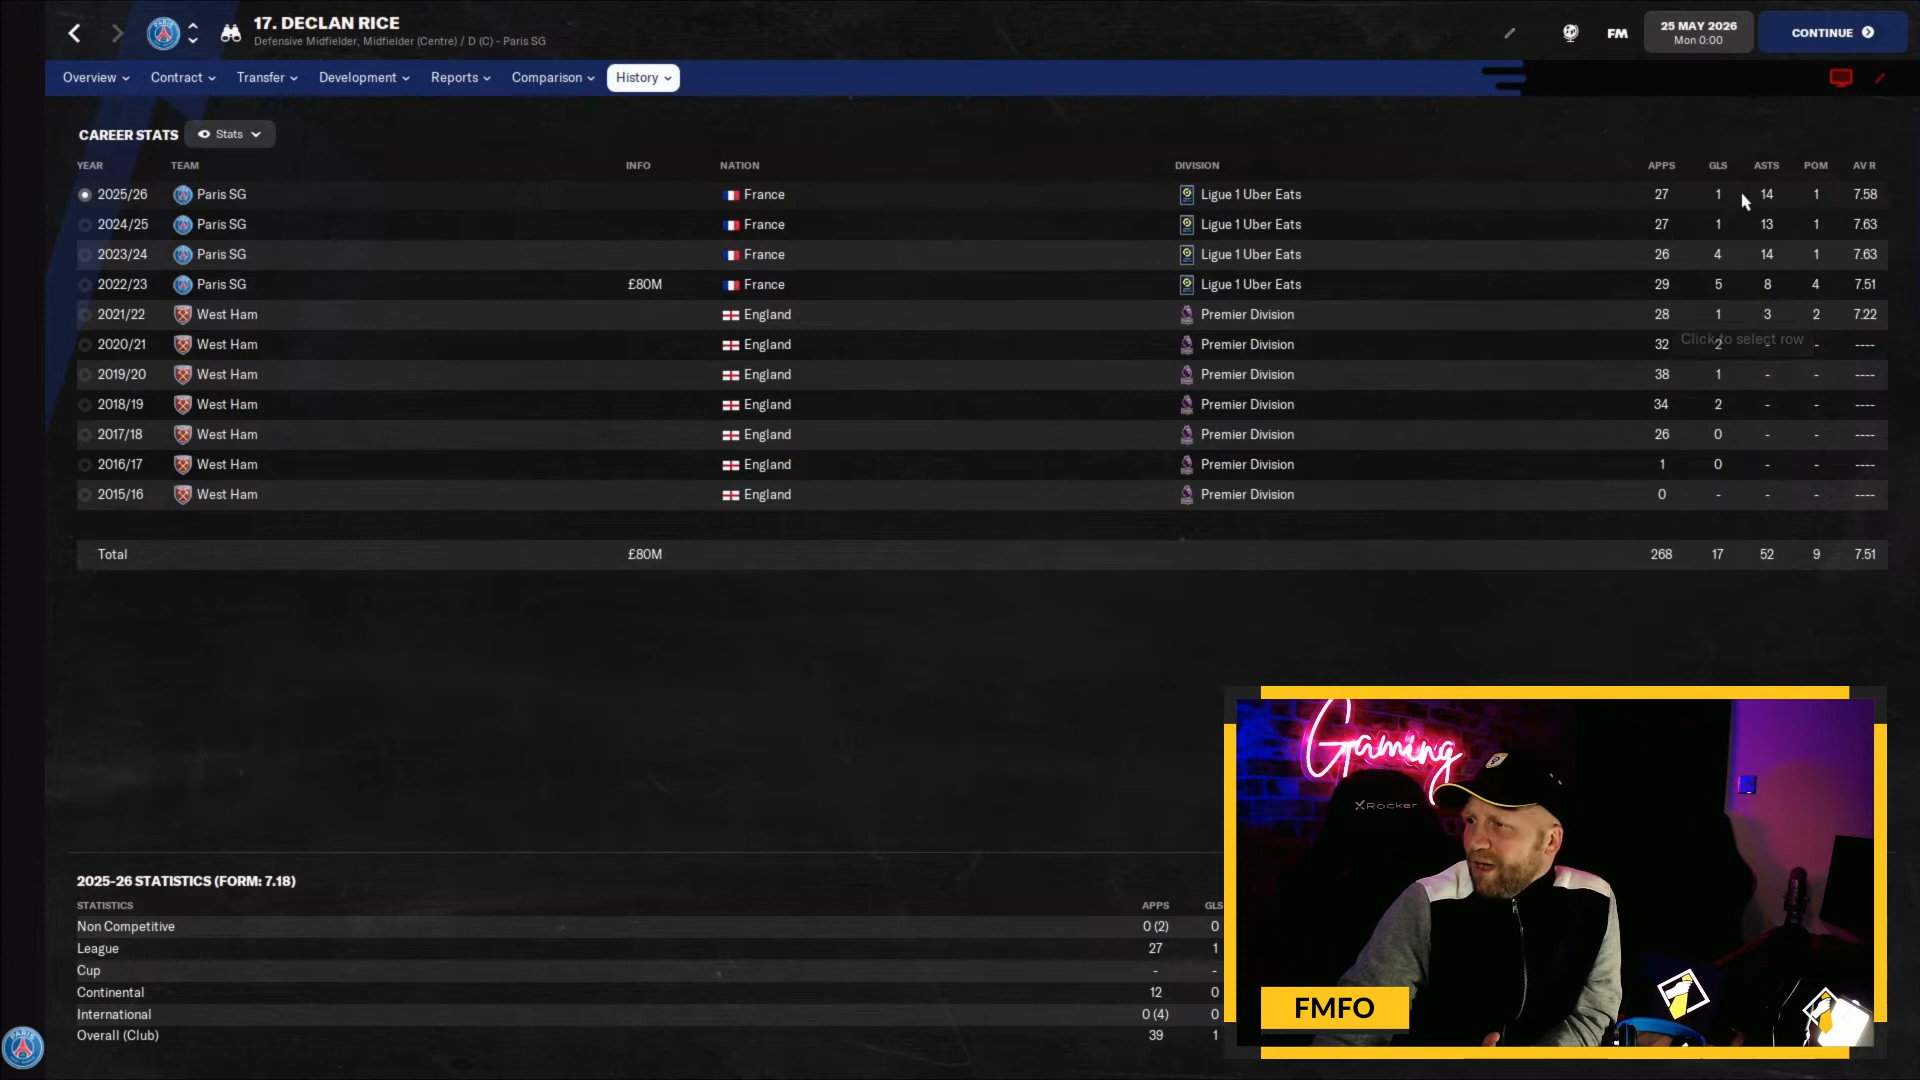 17. DECLAN RICE
Defensive Midfielder, Midfielder (Centre) / D (C) - Paris SG
FM
25 MAY 2026
Mon 0:00
CONTINUE
Overview Contract Transfer Development Reports Comparison History
CAREER STATS Stats
YEAR TEAM INFO NATION DIVISION APPS GLS ASTS POM AV R
2025/26 Paris SG France Ligue 1 Uber Eats 27 1 14 1 7.58
2024/25 Paris SG France Ligue 1 Uber Eats 27 1 13 1 7.63
2023/24 Paris SG France Ligue 1 Uber Eats 26 4 14 1 7.63
2022/23 Paris SG £80M France Ligue 1 Uber Eats 29 5 8 4 7.51
2021/22 West Ham England Premier Division 28 1 3 2 7.22
2020/21 West Ham England Premier Division 32 2 - - ----
Click to select row
2019/20 West Ham England Premier Division 38 1 - - ----
2018/19 West Ham England Premier Division 34 2 - - ----
2017/18 West Ham England Premier Division 26 0 - - ----
2016/17 West Ham England Premier Division 1 0 - - ----
2015/16 West Ham England Premier Division 0 - - - ----
Total £80M 268 17 52 9 7.51
2025-26 STATISTICS (FORM: 7.18)
STATISTICS APPS GLS
Non Competitive 0 (2) 0
League 27 1
Cup - -
Continental 12 0
International 0 (4) 0
Overall (Club) 39 1
Gaming
XRocker
FMFO